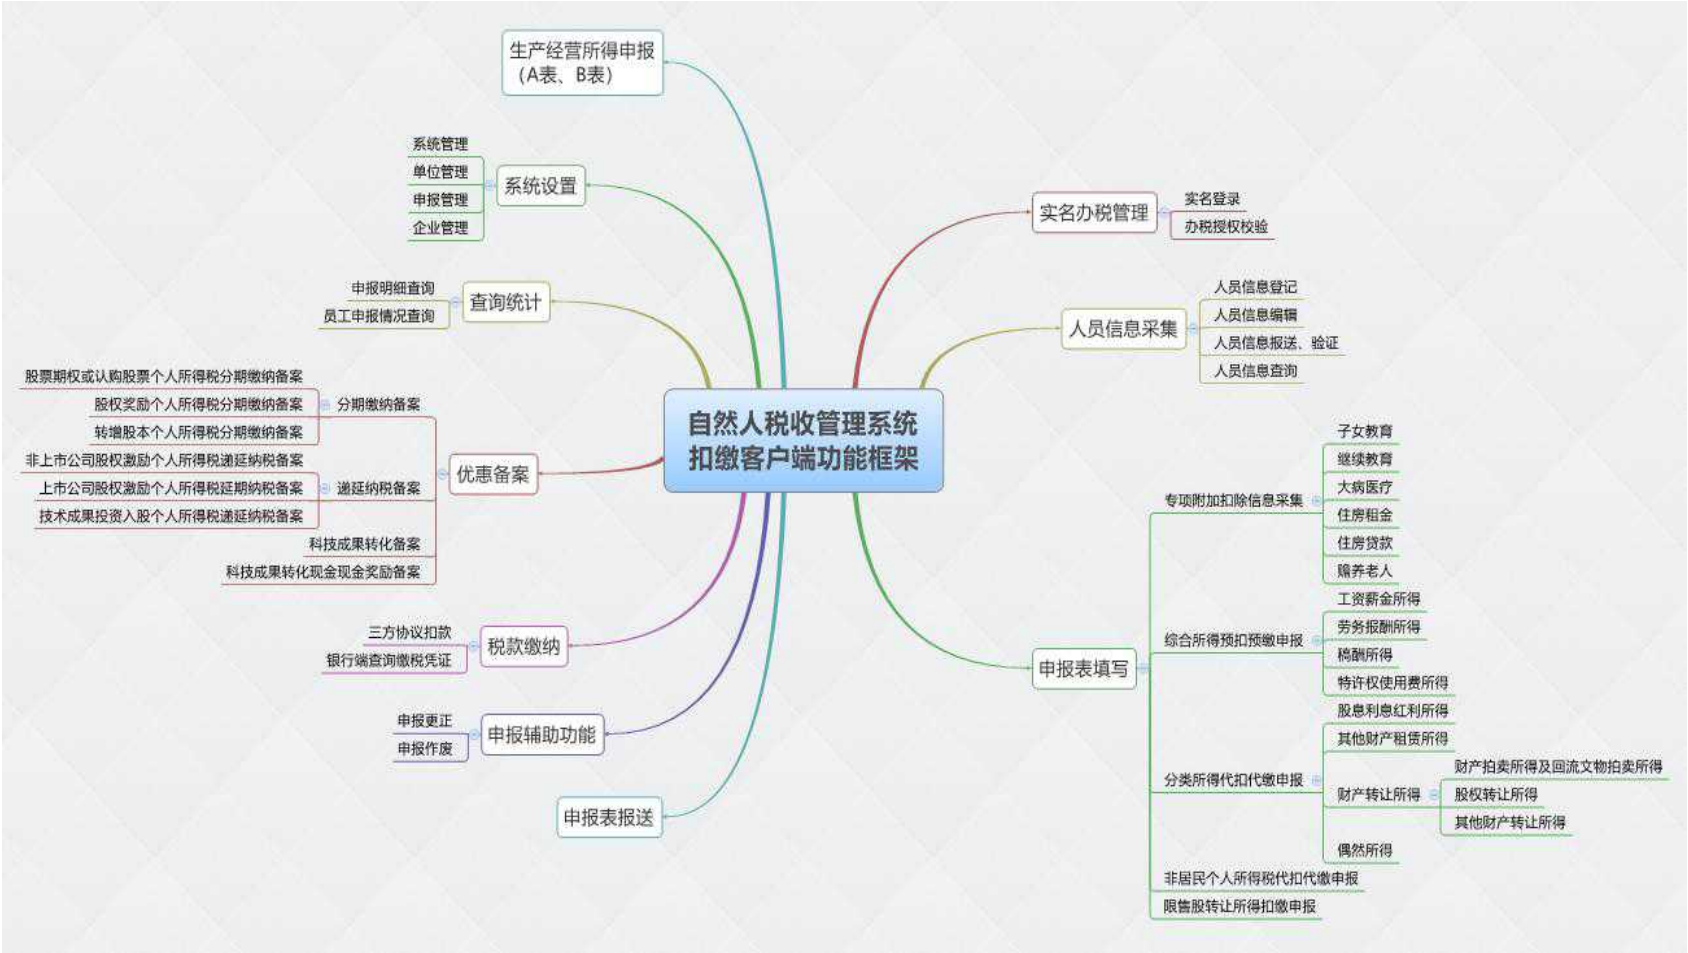 自然人税收管理系统
扣缴客户端功能框架
实名办税管理
实名登录
办税授权校验
人员信息采集
人员信息登记
人员信息编辑
人员信息报送、验证
人员信息查询
申报表填写
专项附加扣除信息采集
子女教育
继续教育
大病医疗
住房租金
住房贷款
赡养老人
综合所得预扣预缴申报
工资薪金所得
劳务报酬所得
稿酬所得
特许权使用费所得
分类所得代扣代缴申报
股息利息红利所得
其他财产租赁所得
财产转让所得
财产拍卖所得及回流文物拍卖所得
股权转让所得
其他财产转让所得
偶然所得
非居民个人所得税代扣代缴申报
限售股转让所得扣缴申报
生产经营所得申报
（A表、B表）
系统设置
系统管理
单位管理
申报管理
企业管理
查询统计
申报明细查询
员工申报情况查询
优惠备案
分期缴纳备案
股票期权或认购股票个人所得税分期缴纳备案
股权奖励个人所得税分期缴纳备案
转增股本个人所得税分期缴纳备案
递延纳税备案
非上市公司股权激励个人所得税递延纳税备案
上市公司股权激励个人所得税延期纳税备案
技术成果投资入股个人所得税递延纳税备案
科技成果转化备案
科技成果转化现金现金奖励备案
税款缴纳
三方协议扣款
银行端查询缴税凭证
申报辅助功能
申报更正
申报作废
申报表报送